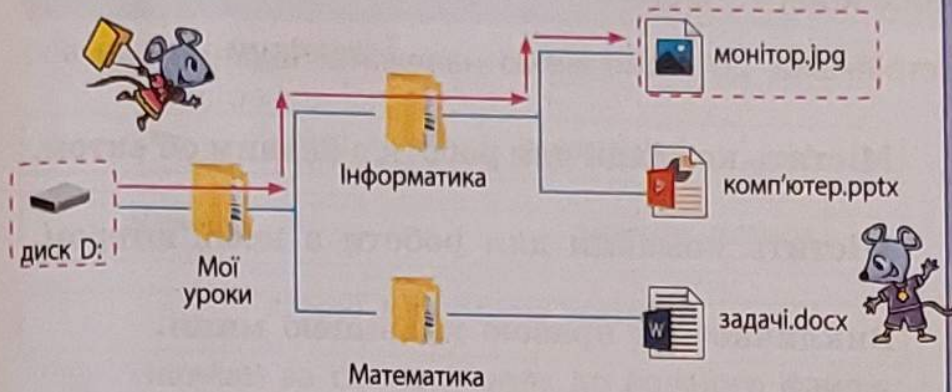 монітор.jpg
Інформатика
комп'ютер.pptx
диск D:
Мої
уроки
задачі.docx
Математика